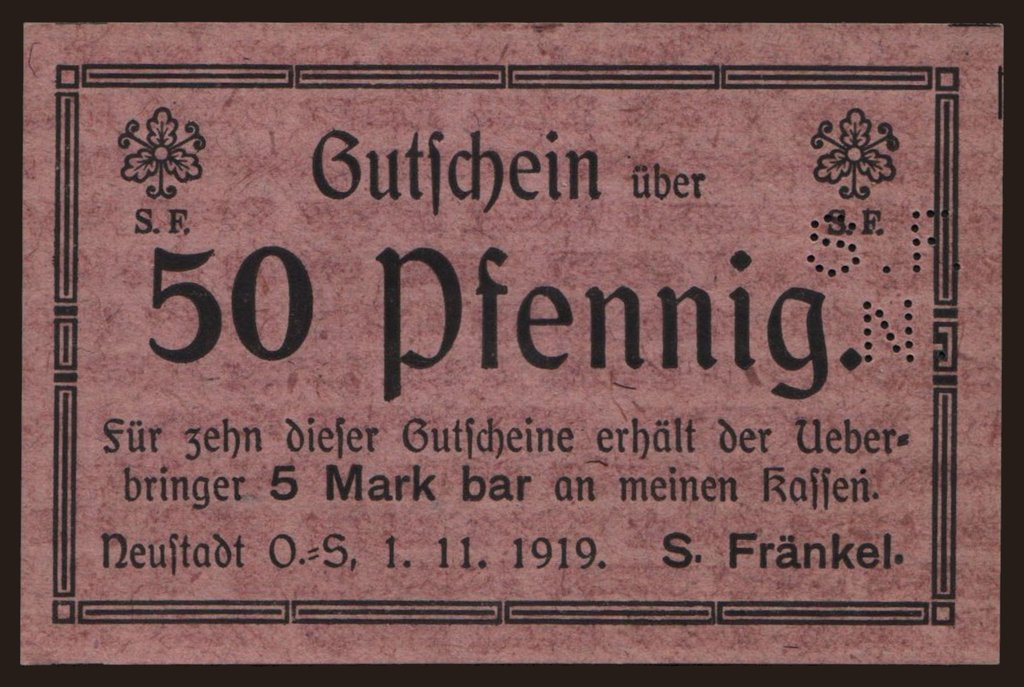 Gutschein über
S. F. S. F.
S. F.
50 Pfennig.
N.
Für zehn dieser Gutscheine erhält der Ueber-
bringer 5 Mark bar an meinen Kassen.
Neustadt O.=S, 1. 11. 1919. S. Fränkel.